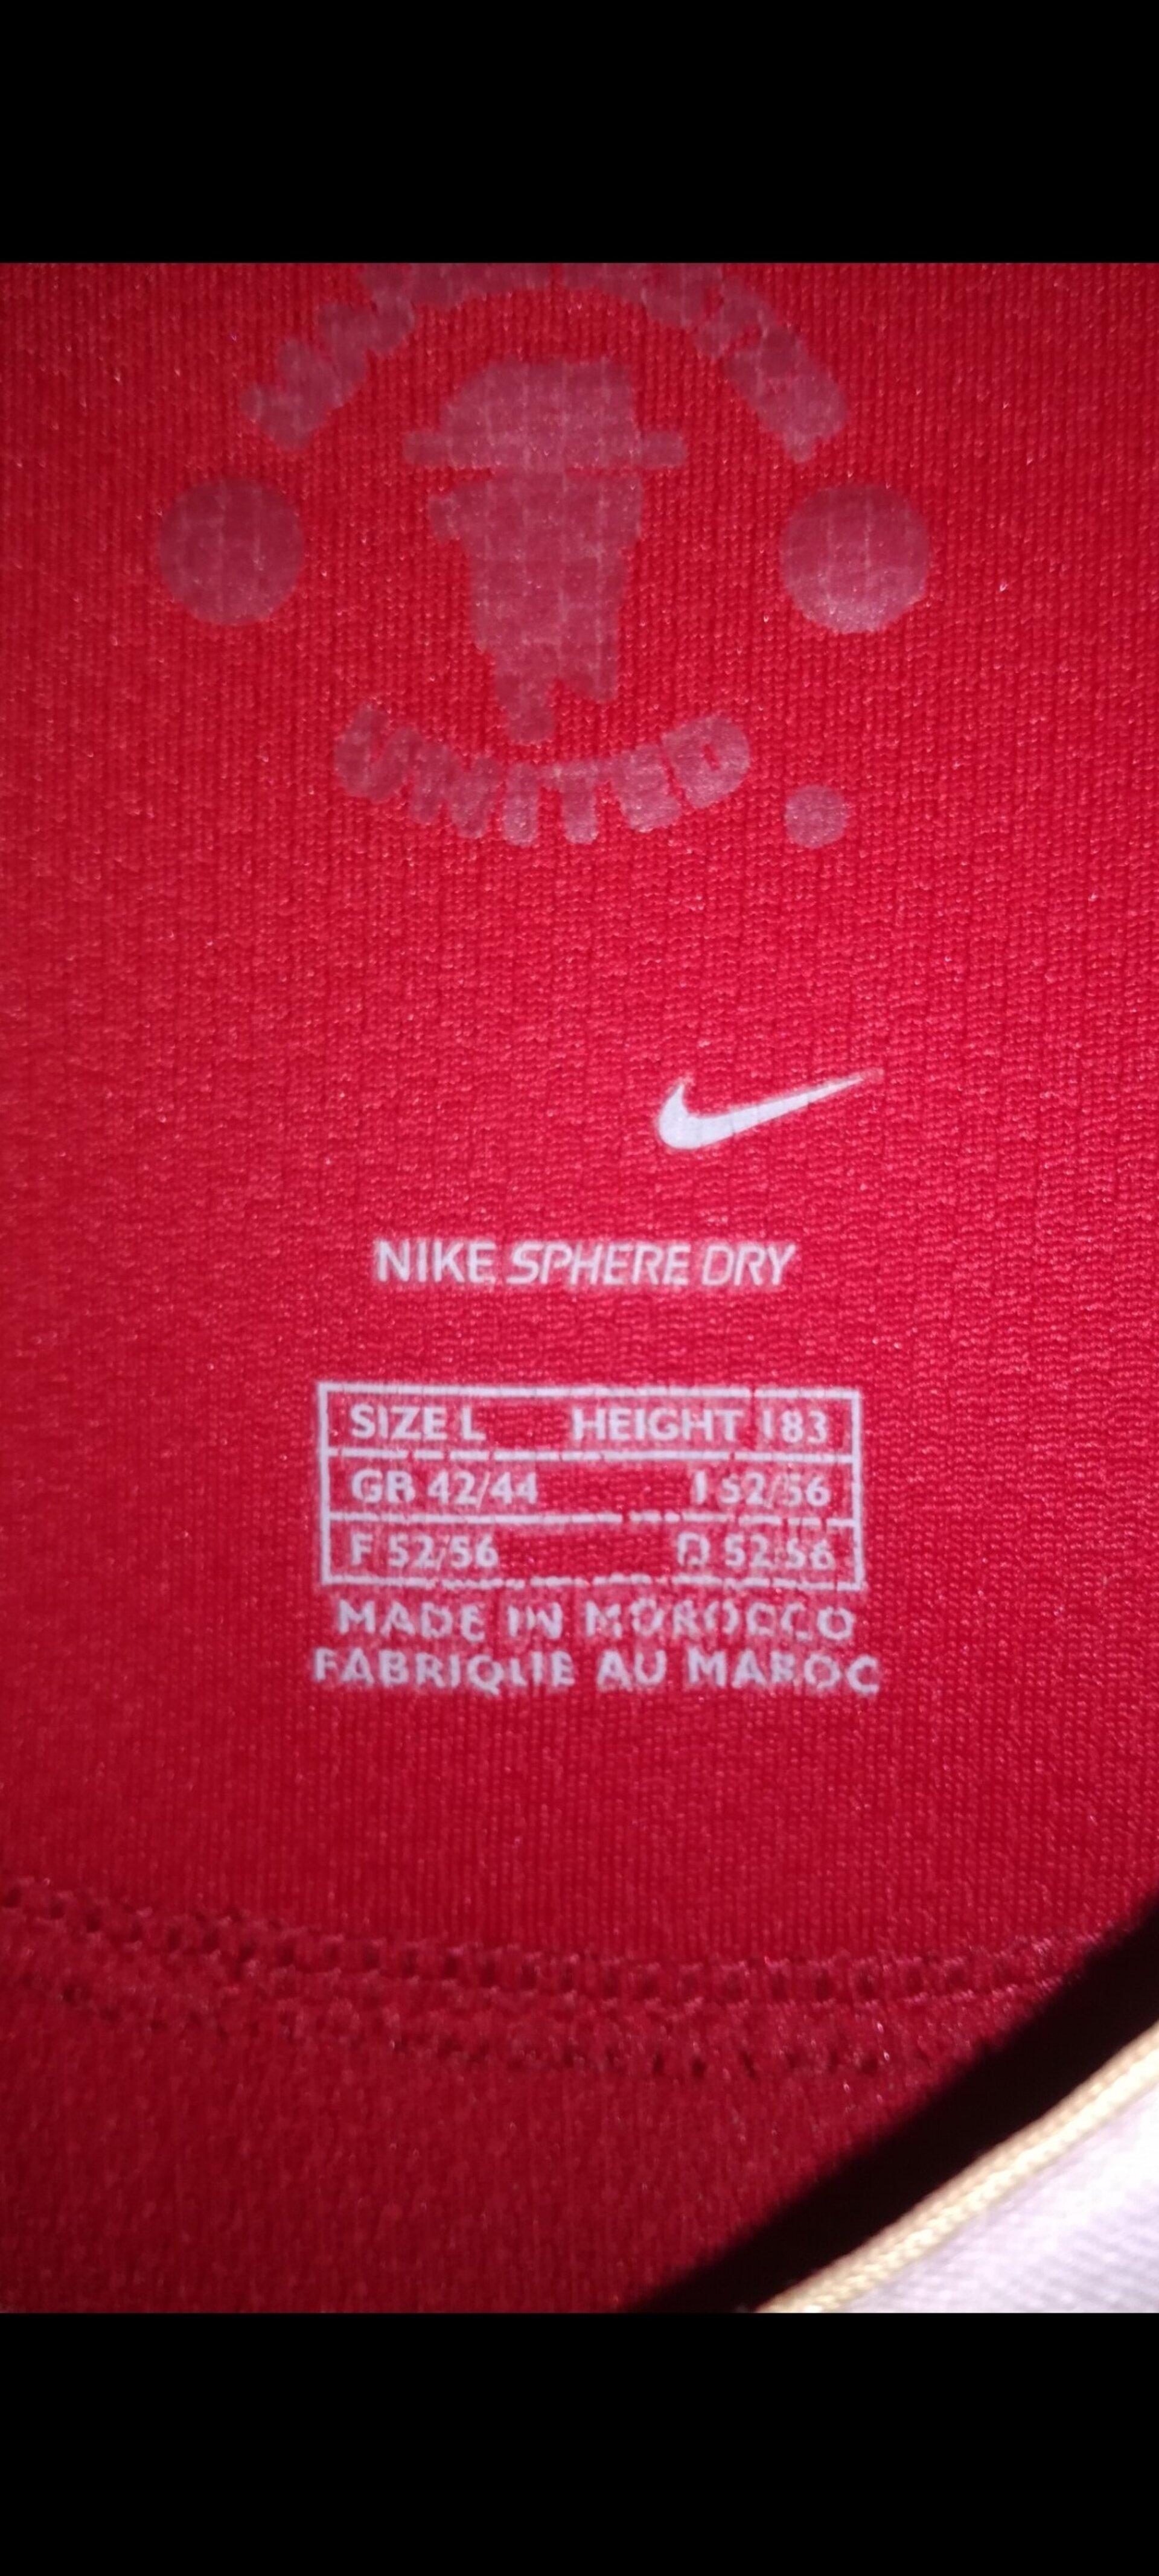 UNITED
NIKE SPHERE DRY
SIZE L HEIGHT 183
GB 42/44 I 52/56
F 52/56 D 52/56
MADE IN MOROCCO
FABRIQUE AU MAROC